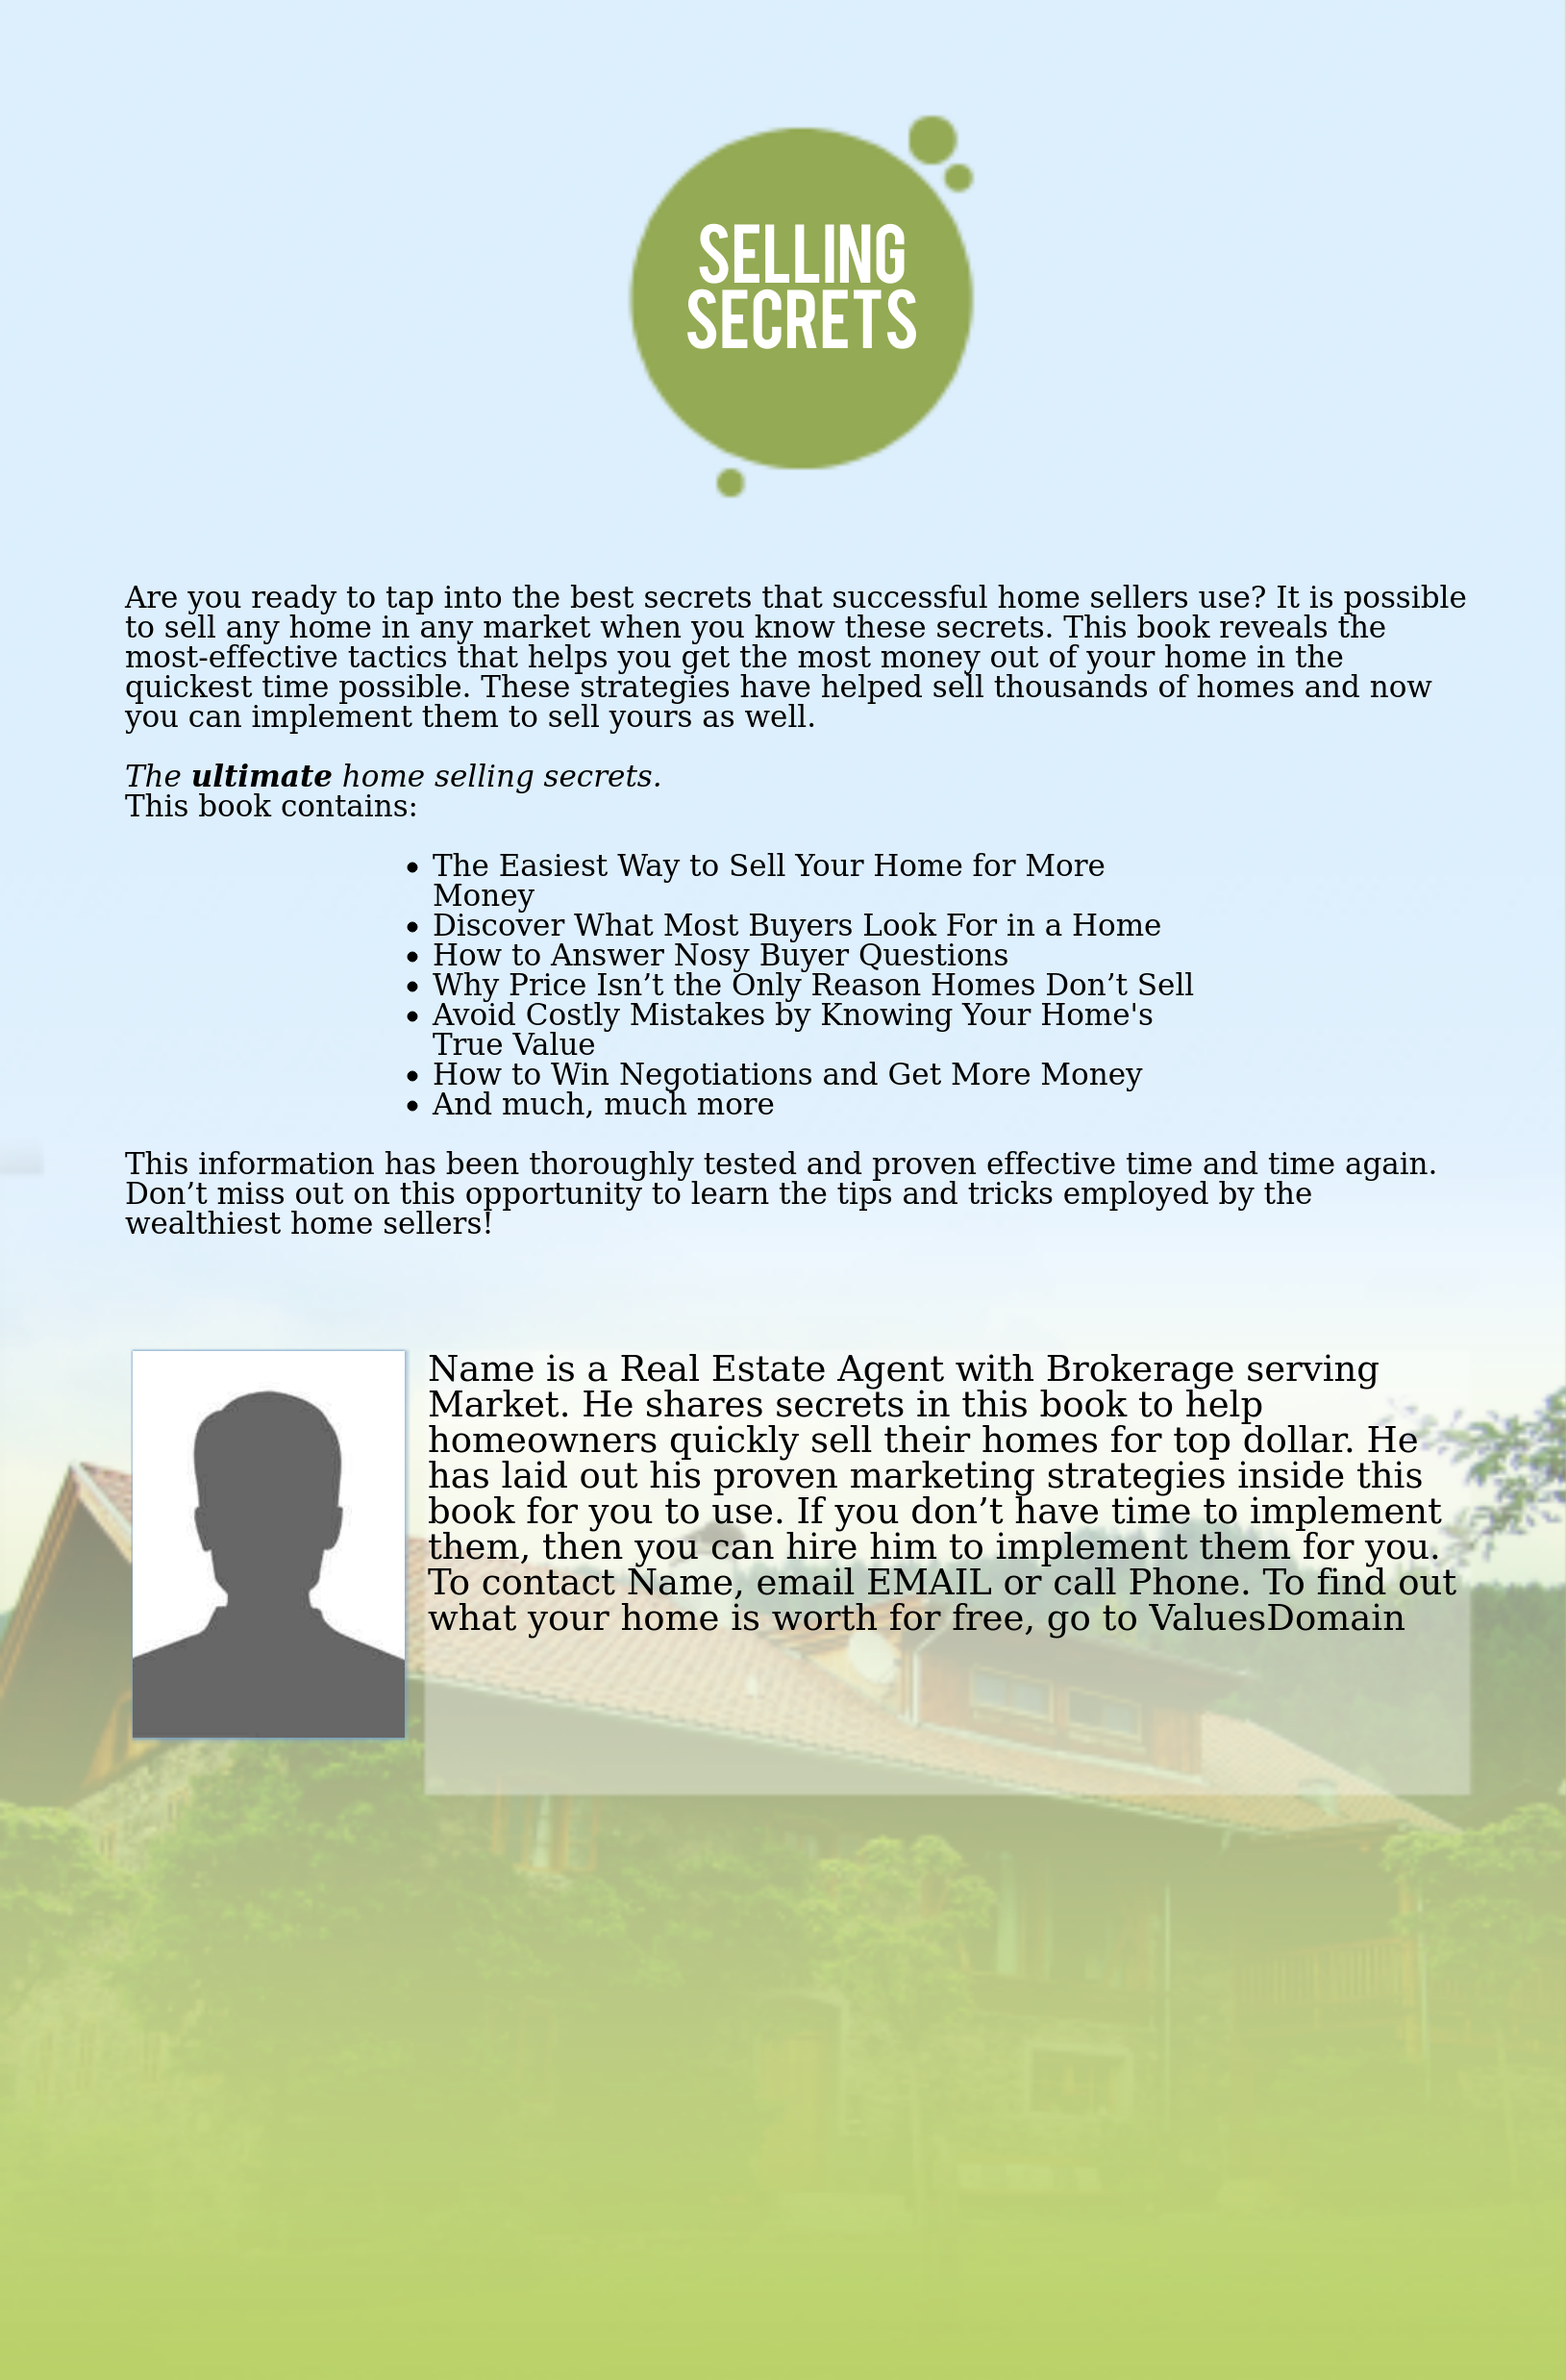 SELLING
SECRETS
Are you ready to tap into the best secrets that successful home sellers use? It is possible
to sell any home in any market when you know these secrets. This book reveals the
most-effective tactics that helps you get the most money out of your home in the
quickest time possible. These strategies have helped sell thousands of homes and now
you can implement them to sell yours as well.
The ultimate home selling secrets.
This book contains:
• The Easiest Way to Sell Your Home for More
Money
• Discover What Most Buyers Look For in a Home
• How to Answer Nosy Buyer Questions
• Why Price Isn’t the Only Reason Homes Don’t Sell
• Avoid Costly Mistakes by Knowing Your Home's
True Value
• How to Win Negotiations and Get More Money
• And much, much more
This information has been thoroughly tested and proven effective time and time again.
Don’t miss out on this opportunity to learn the tips and tricks employed by the
wealthiest home sellers!
Name is a Real Estate Agent with Brokerage serving
Market. He shares secrets in this book to help
homeowners quickly sell their homes for top dollar. He
has laid out his proven marketing strategies inside this
book for you to use. If you don’t have time to implement
them, then you can hire him to implement them for you.
To contact Name, email EMAIL or call Phone. To find out
what your home is worth for free, go to ValuesDomain